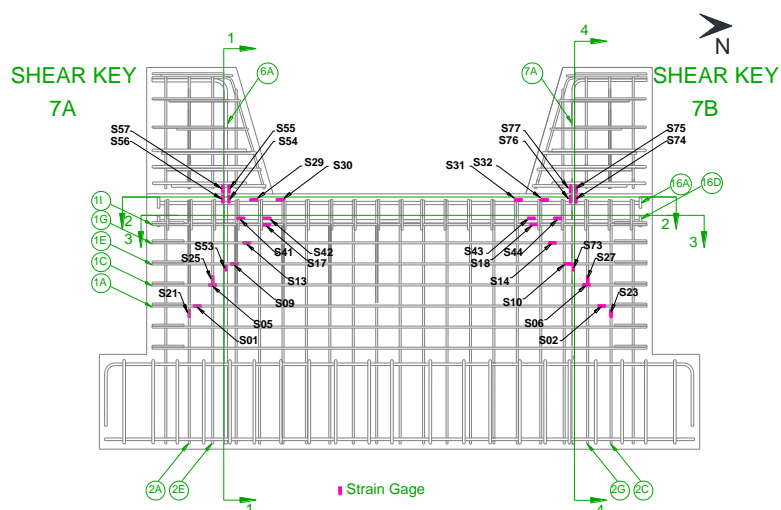 1
4
N
SHEAR KEY
7A
6A
7A
SHEAR KEY
7B
S57
S56
S55
S54
S29
S30
S31
S32
S77
S76
S75
S74
16A
16D
1I
1G
1E
1C
1A
2
3
2
3
S53
S25
S21
S41
S42
S17
S13
S09
S05
S01
S43
S18
S44
S14
S10
S06
S02
S73
S27
S23
2A
2E
2G
2C
Strain Gage
1
4